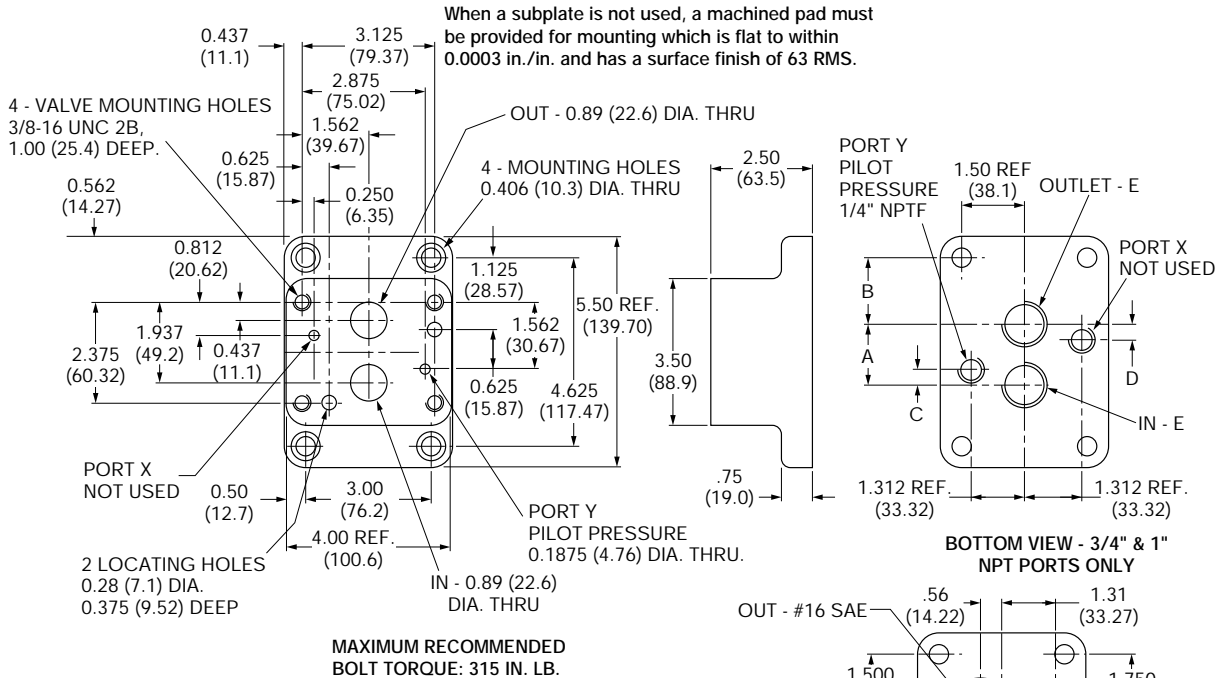 When a subplate is not used, a machined pad must
be provided for mounting which is flat to within
0.0003 in./in. and has a surface finish of 63 RMS.
0.437
(11.1)
3.125
(79.37)
2.875
(75.02)
1.562
(39.67)
4 - VALVE MOUNTING HOLES
3/8-16 UNC 2B,
1.00 (25.4) DEEP.
0.625
(15.87)
0.250
(6.35)
OUT - 0.89 (22.6) DIA. THRU
4 - MOUNTING HOLES
0.406 (10.3) DIA. THRU
0.562
(14.27)
0.812
(20.62)
1.937
(49.2)
2.375
(60.32)
0.437
(11.1)
1.125
(28.57)
1.562
(30.67)
5.50 REF.
(139.70)
0.625
(15.87)
4.625
(117.47)
PORT X
NOT USED
0.50
(12.7)
3.00
(76.2)
4.00 REF.
(100.6)
PORT Y
PILOT PRESSURE
0.1875 (4.76) DIA. THRU.
2 LOCATING HOLES
0.28 (7.1) DIA.
0.375 (9.52) DEEP
IN - 0.89 (22.6)
DIA. THRU
MAXIMUM RECOMMENDED
BOLT TORQUE: 315 IN. LB.
2.50
(63.5)
3.50
(88.9)
.75
(19.0)
PORT Y
PILOT
PRESSURE
1/4" NPTF
1.50 REF
(38.1)
OUTLET - E
PORT X
NOT USED
B
A
C
D
IN - E
1.312 REF.
(33.32)
1.312 REF.
(33.32)
BOTTOM VIEW - 3/4" & 1"
NPT PORTS ONLY
OUT - #16 SAE
.56
(14.22)
1.31
(33.27)
1.500
1.750